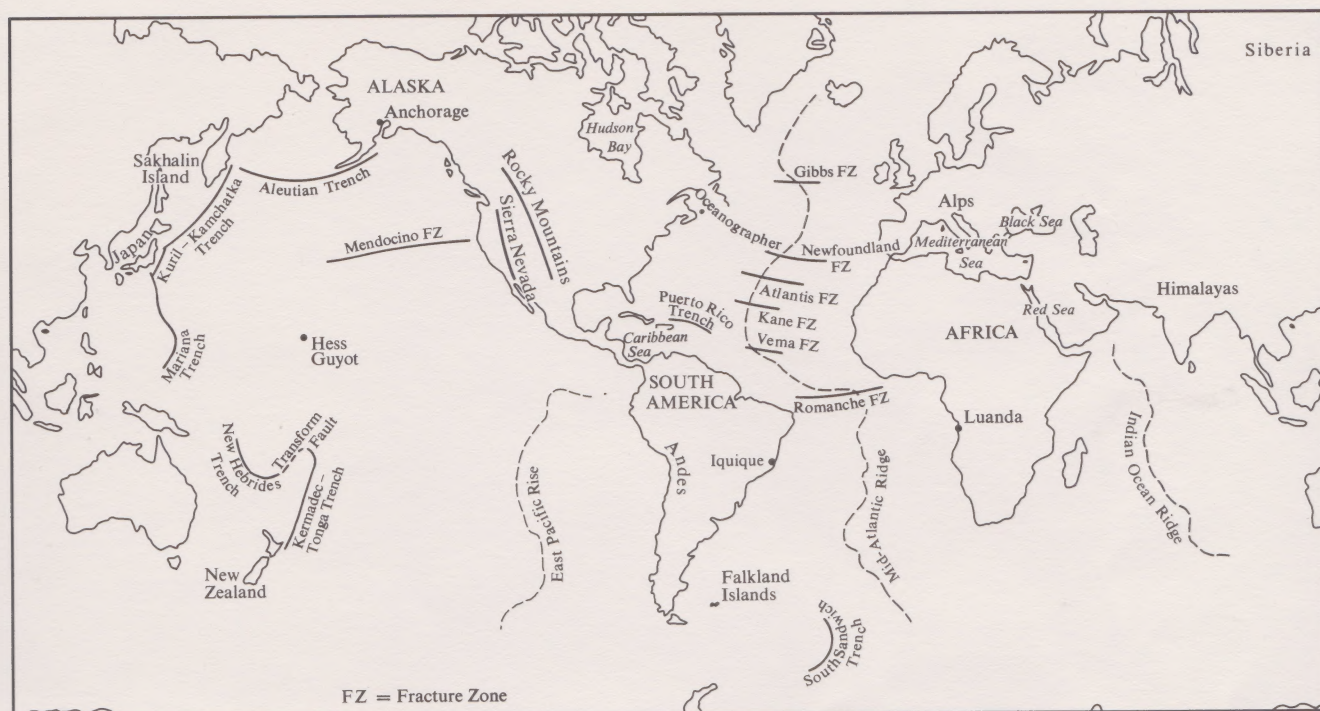 Siberia
ALASKA
Anchorage
Hudson
Bay
Sakhalin
Island
Aleutian Trench
Gibbs FZ
Rocky Mountains
Sierra Nevada
Kuril – Kamchatka
Trench
Japan
Mendocino FZ
Oceanographer
Newfoundland
FZ
Alps
Black Sea
Mediterranean
Sea
Atlantis FZ
Kane FZ
Vema FZ
Puerto Rico
Trench
Caribbean
Sea
Red Sea
Himalayas
AFRICA
Mariana
Trench
Hess
Guyot
SOUTH
AMERICA
Romanche FZ
Luanda
New Hebrides
Trench
Transform
Fault
Kermadec –
Tonga Trench
Andes
Iquique
East Pacific Rise
Mid-Atlantic Ridge
Indian Ocean
Ridge
New
Zealand
Falkland
Islands
South Sandwich
Trench
FZ = Fracture Zone